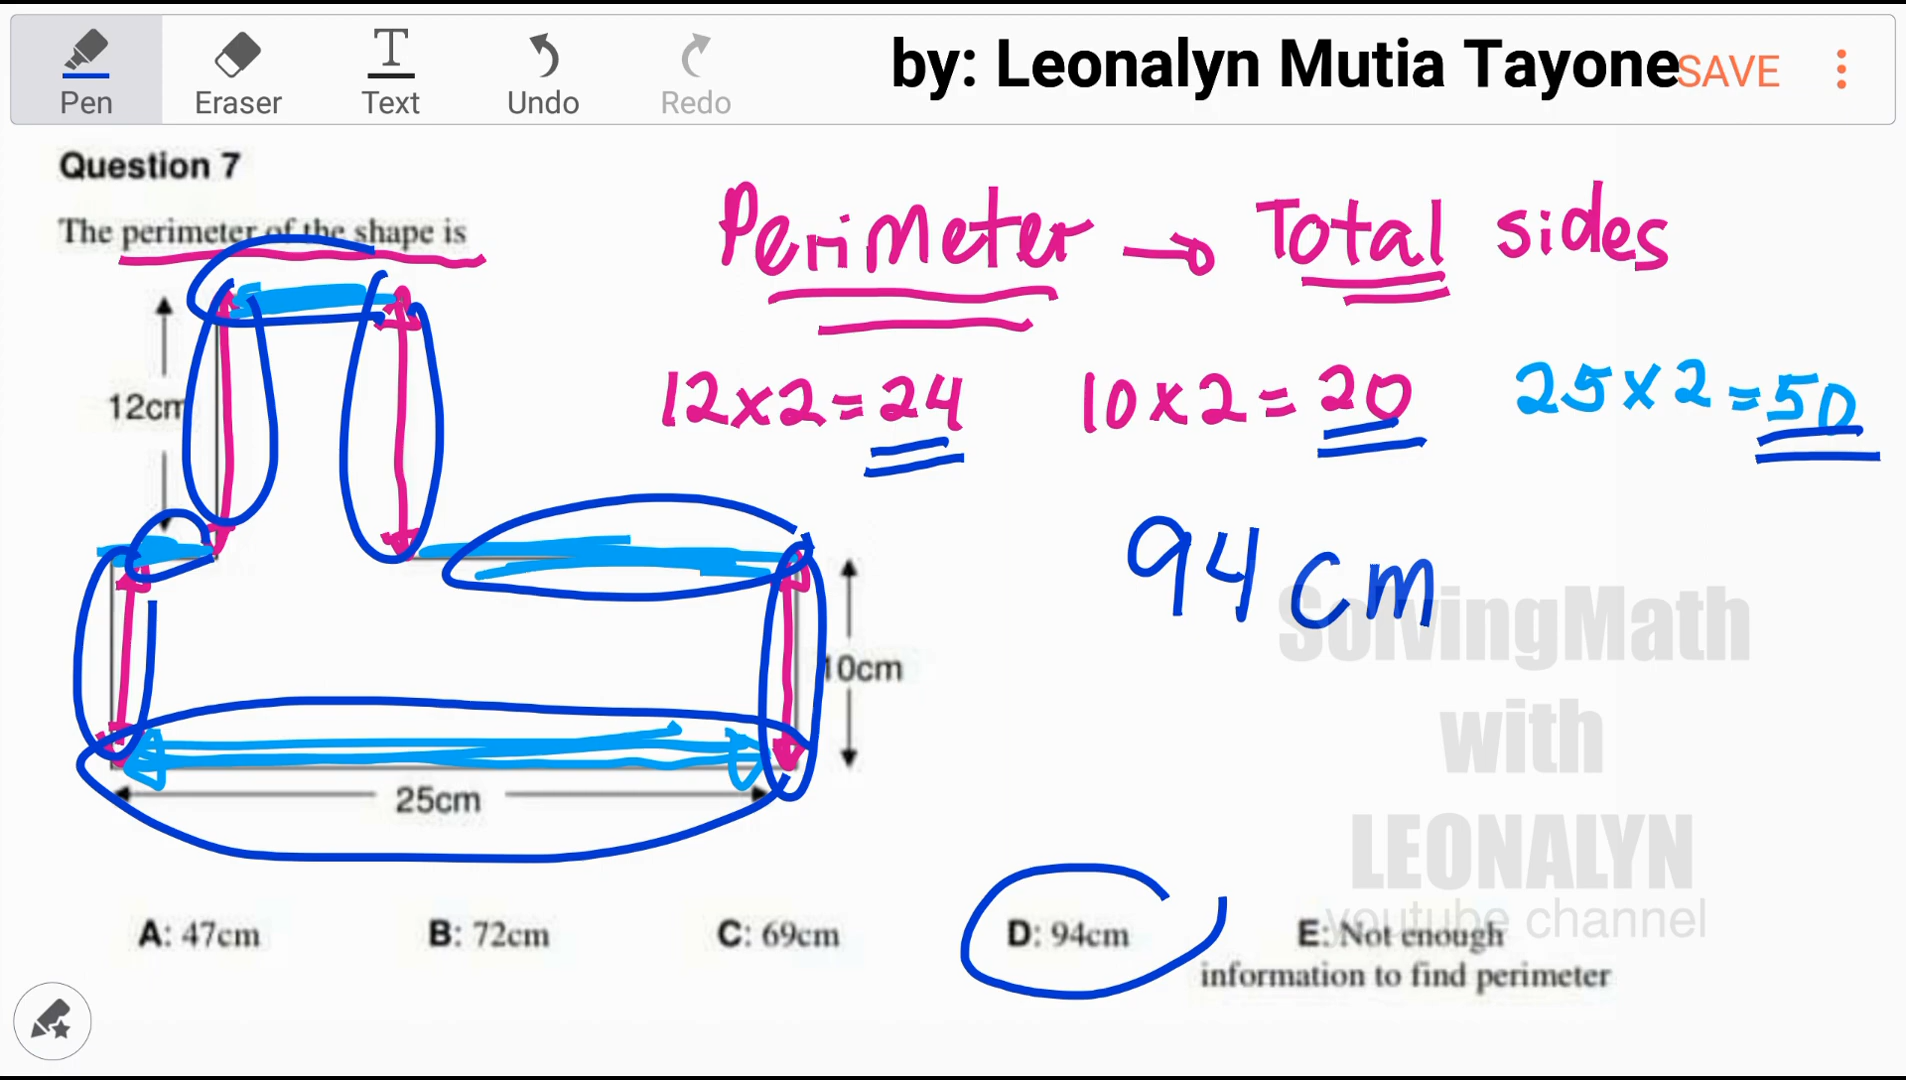 Pen
Eraser
Text
Undo
Redo
by: Leonalyn Mutia Tayone
SAVE
Question 7
The perimeter of the shape is
Perimeter → Total sides
12cm
12x2=24 10x2=20 25x2=50
94 cm
10cm
25cm
SolvingMath
with
LEONALYN
youtube channel
A: 47cm
B: 72cm
C: 69cm
D: 94cm
E: Not enough
information to find perimeter